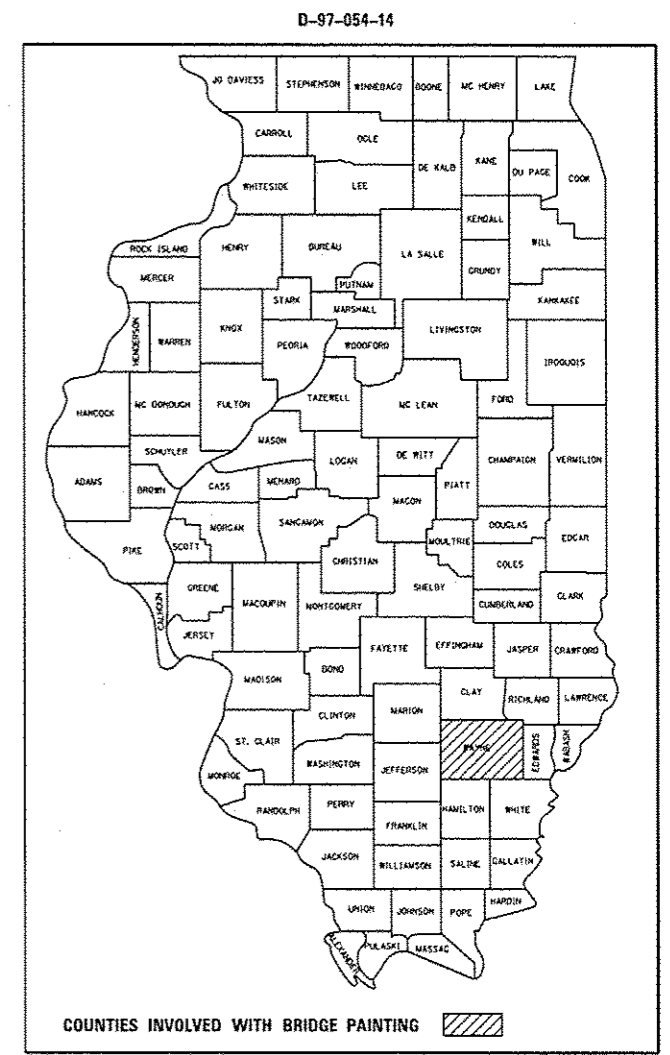 D-97-054-14
JO DAVIESS
STEPHENSON
WINNEBAGO
BOONE
MC HENRY
LAKE
CARROLL
OGLE
DE KALB
KANE
DU PAGE
COOK
WHITESIDE
LEE
KENDALL
WILL
ROCK ISLAND
HENRY
BUREAU
LA SALLE
GRUNDY
MERCER
PUTNAM
KANKAKEE
STARK
MARSHALL
HENDERSON
WARREN
KNOX
PEORIA
WOODFORD
LIVINGSTON
IROQUOIS
HANCOCK
MC DONOUGH
FULTON
TAZEWELL
MC LEAN
FORD
SCHUYLER
MASON
LOGAN
DE WITT
CHAMPAIGN
VERMILION
ADAMS
BROWN
CASS
MENARD
MACON
PIATT
PIKE
SCOTT
MORGAN
SANGAMON
CHRISTIAN
MOULTRIE
DOUGLAS
EDGAR
COLES
CALHOUN
GREENE
MACOUPIN
MONTGOMERY
SHELBY
CUMBERLAND
CLARK
JERSEY
FAYETTE
EFFINGHAM
JASPER
CRAWFORD
MADISON
BOND
CLAY
RICHLAND
LAWRENCE
CLINTON
MARION
ST. CLAIR
WASHINGTON
JEFFERSON
WAYNE
EDWARDS
WABASH
MONROE
RANDOLPH
PERRY
FRANKLIN
HAMILTON
WHITE
JACKSON
WILLIAMSON
SALINE
GALLATIN
UNION
JOHNSON
POPE
HARDIN
ALEXANDER
PULASKI
MASSAC
COUNTIES INVOLVED WITH BRIDGE PAINTING